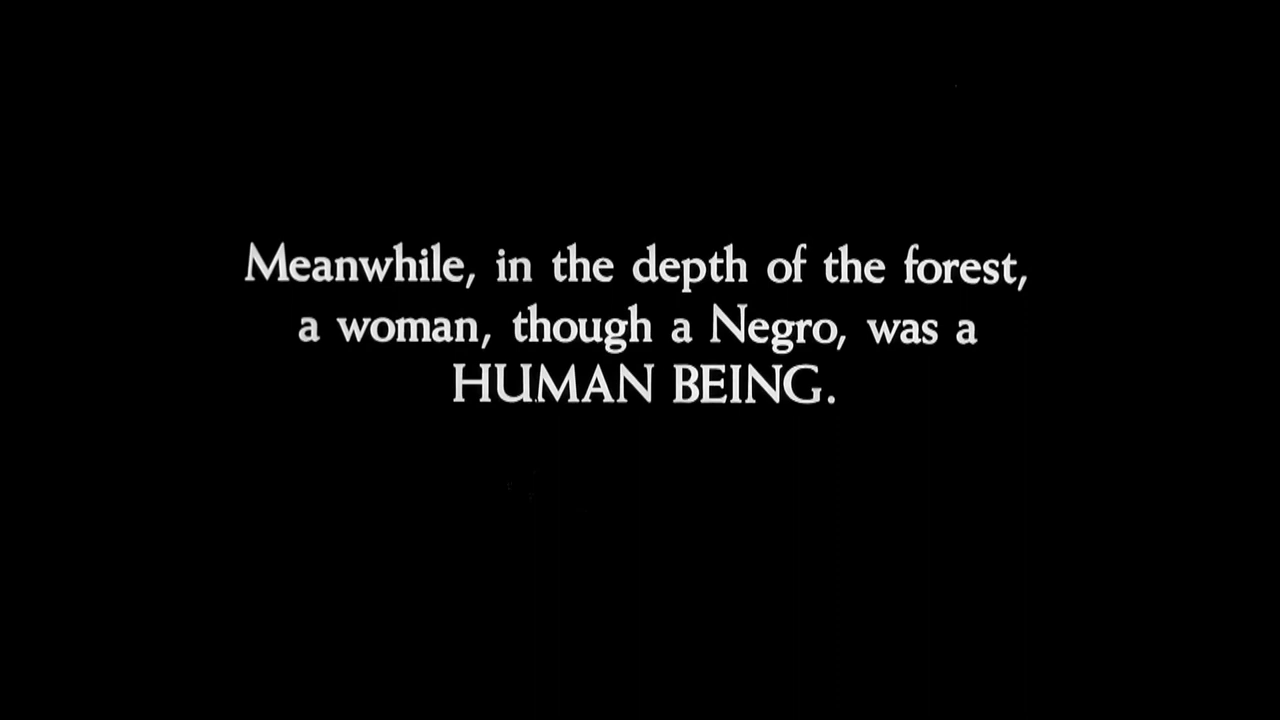 Meanwhile, in the depth of the forest,
a woman, though a Negro, was a
HUMAN BEING.